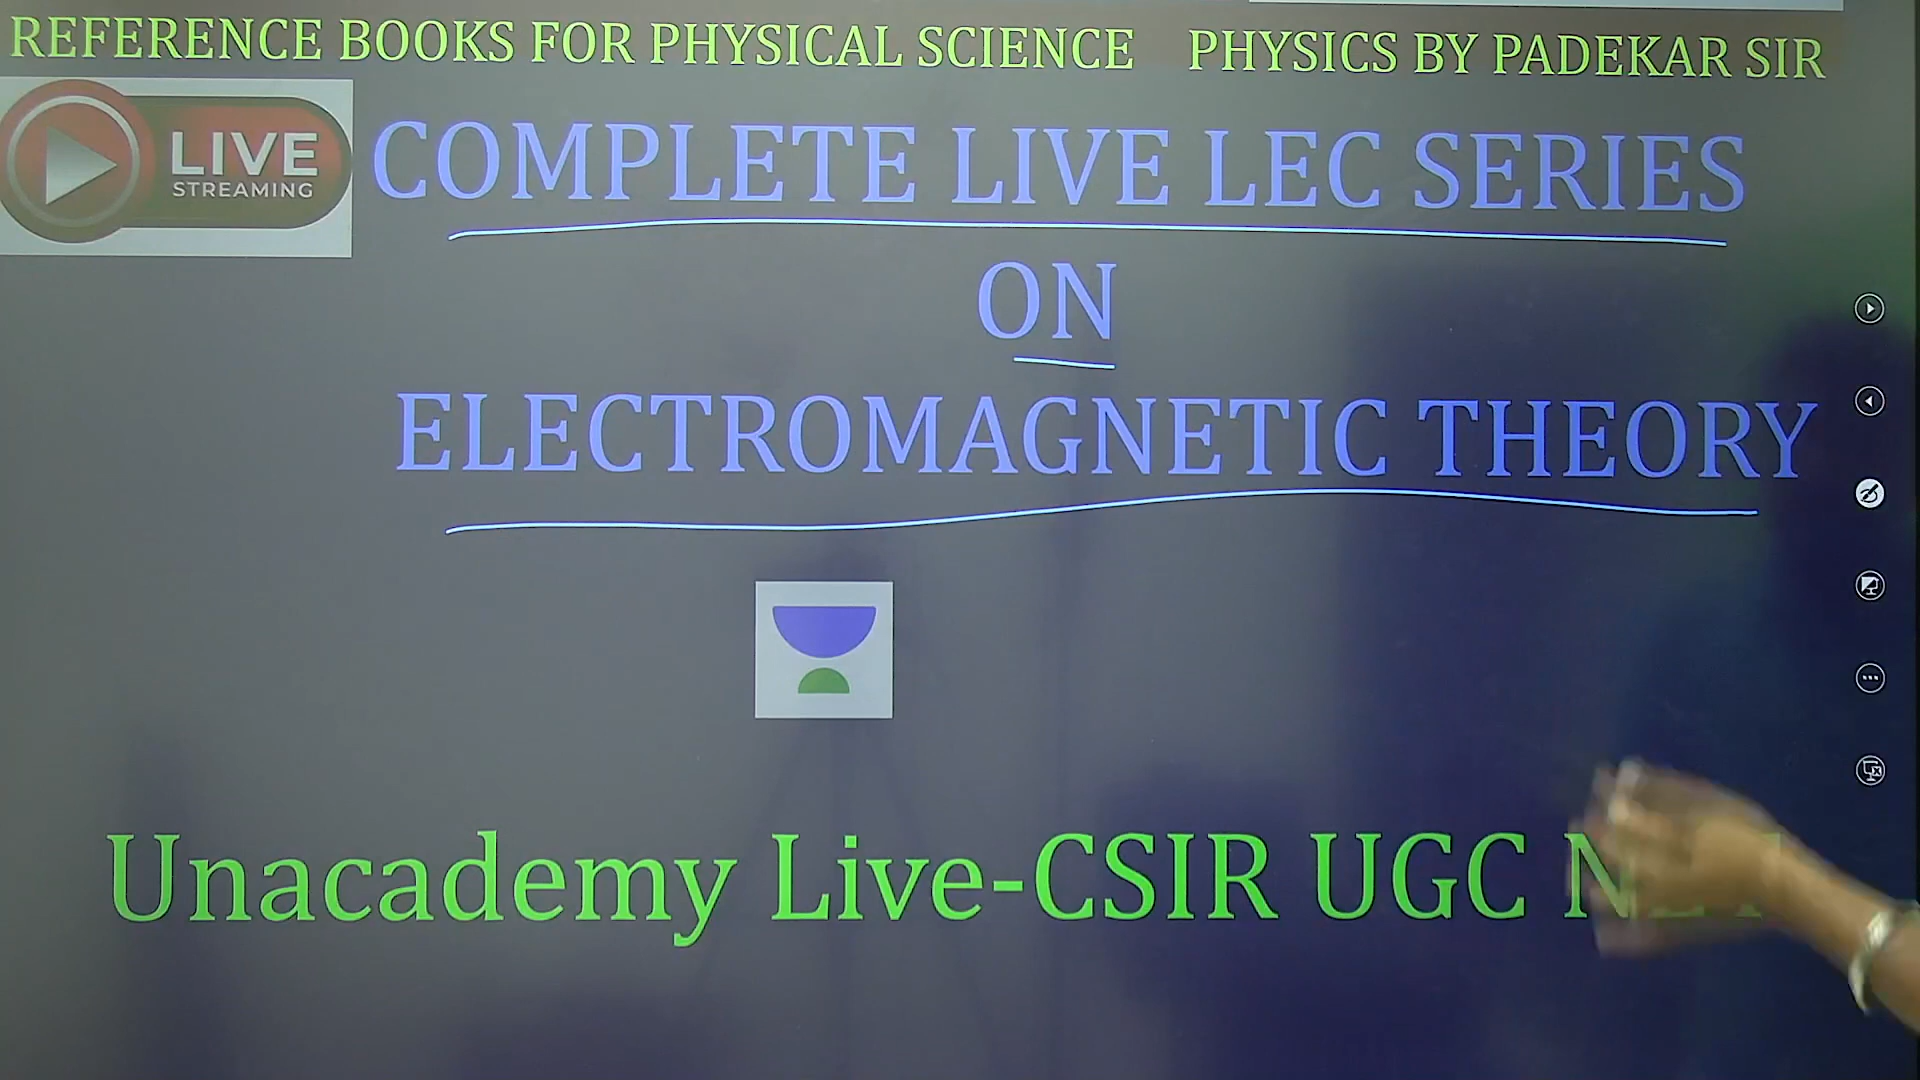 REFERENCE BOOKS FOR PHYSICAL SCIENCE PHYSICS BY PADEKAR SIR
LIVE
STREAMING
COMPLETE LIVE LEC SERIES
ON
ELECTROMAGNETIC THEORY
Unacademy Live-CSIR UGC